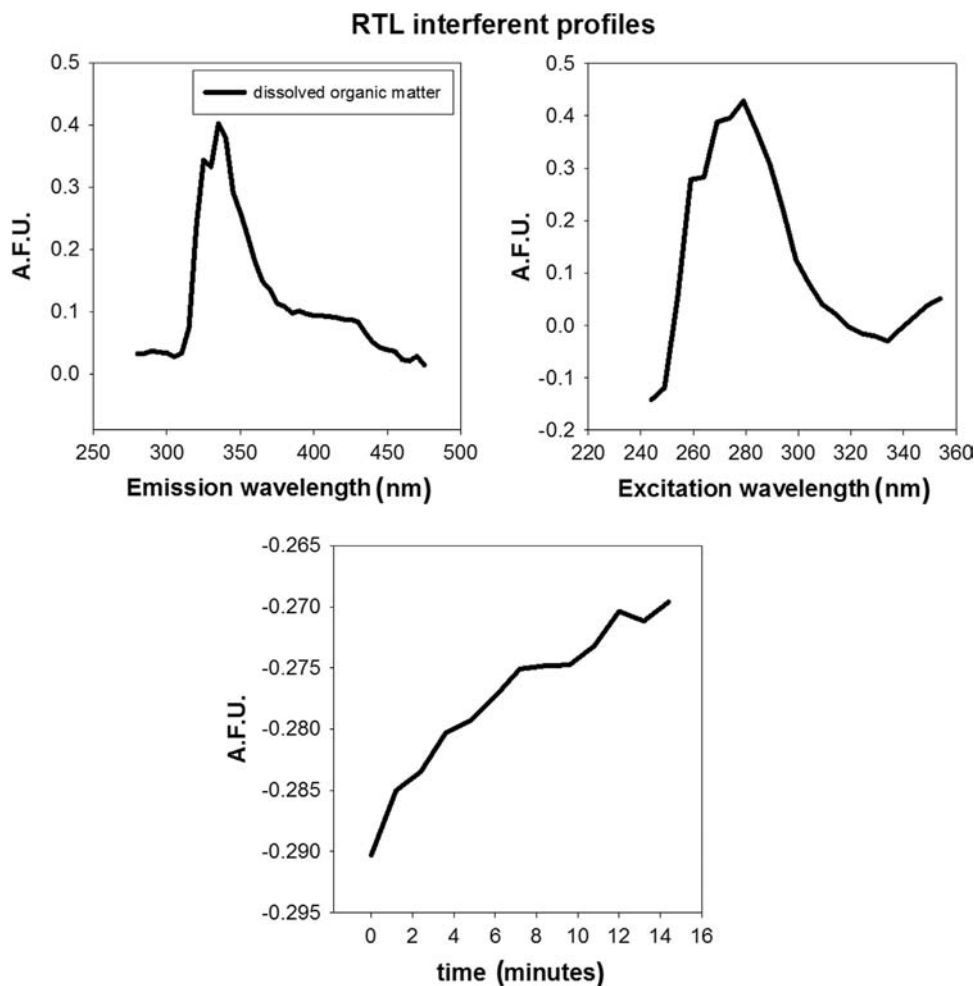 RTL interferent profiles
0.5
0.4
0.3
0.2
0.1
0.0
A.F.U.
dissolved organic matter
250 300 350 400 450 500
Emission wavelength (nm)
0.5
0.4
0.3
0.2
0.1
0.0
-0.1
-0.2
A.F.U.
220 240 260 280 300 320 340 360
Excitation wavelength (nm)
-0.265
-0.270
-0.275
-0.280
-0.285
-0.290
-0.295
A.F.U.
0 2 4 6 8 10 12 14 16
time (minutes)